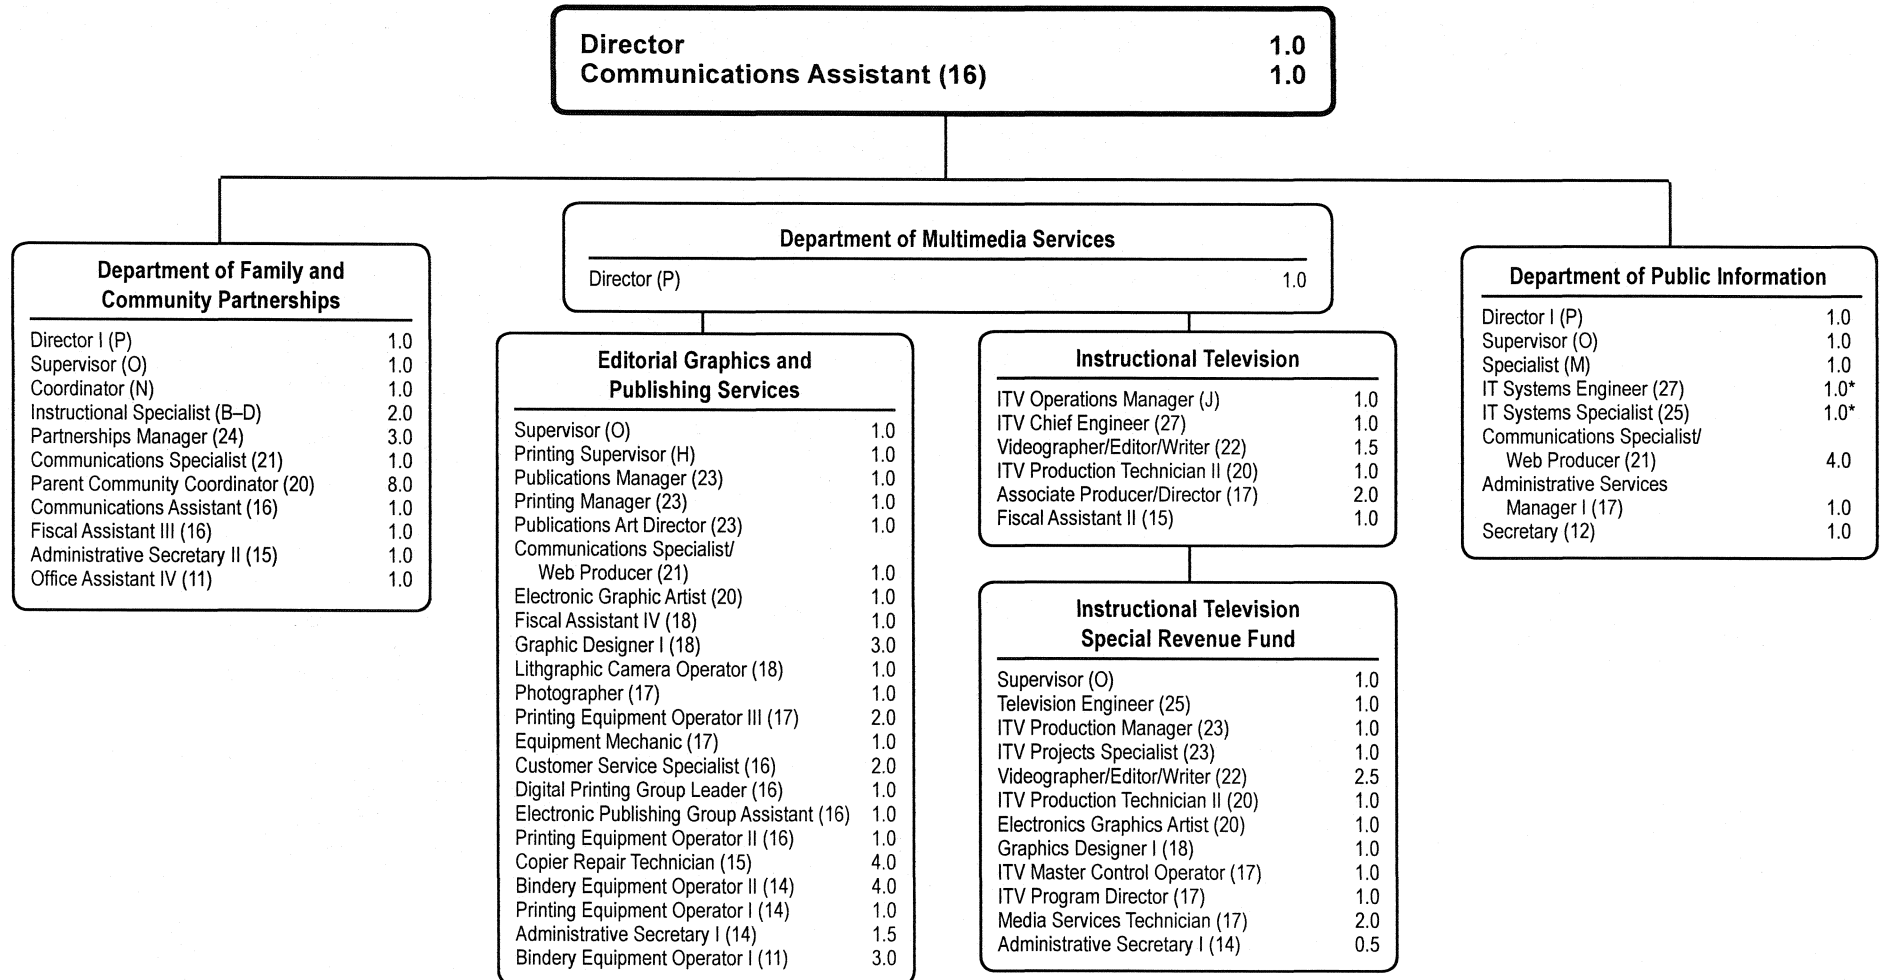 Director 1.0
Communications Assistant (16) 1.0
Department of Family and
Community Partnerships
Director I (P) 1.0
Supervisor (O) 1.0
Coordinator (N) 1.0
Instructional Specialist (B–D) 2.0
Partnerships Manager (24) 3.0
Communications Specialist (21) 1.0
Parent Community Coordinator (20) 8.0
Communications Assistant (16) 1.0
Fiscal Assistant III (16) 1.0
Administrative Secretary II (15) 1.0
Office Assistant IV (11) 1.0
Department of Multimedia Services
Director (P) 1.0
Editorial Graphics and
Publishing Services
Supervisor (O) 1.0
Printing Supervisor (H) 1.0
Publications Manager (23) 1.0
Printing Manager (23) 1.0
Publications Art Director (23) 1.0
Communications Specialist/
Web Producer (21) 1.0
Electronic Graphic Artist (20) 1.0
Fiscal Assistant IV (18) 1.0
Graphic Designer I (18) 3.0
Lithgraphic Camera Operator (18) 1.0
Photographer (17) 1.0
Printing Equipment Operator III (17) 2.0
Equipment Mechanic (17) 1.0
Customer Service Specialist (16) 2.0
Digital Printing Group Leader (16) 1.0
Electronic Publishing Group Assistant (16) 1.0
Printing Equipment Operator II (16) 1.0
Copier Repair Technician (15) 4.0
Bindery Equipment Operator II (14) 4.0
Printing Equipment Operator I (14) 1.0
Administrative Secretary I (14) 1.5
Bindery Equipment Operator I (11) 3.0
Instructional Television
ITV Operations Manager (J) 1.0
ITV Chief Engineer (27) 1.0
Videographer/Editor/Writer (22) 1.5
ITV Production Technician II (20) 1.0
Associate Producer/Director (17) 2.0
Fiscal Assistant II (15) 1.0
Instructional Television
Special Revenue Fund
Supervisor (O) 1.0
Television Engineer (25) 1.0
ITV Production Manager (23) 1.0
ITV Projects Specialist (23) 1.0
Videographer/Editor/Writer (22) 2.5
ITV Production Technician II (20) 1.0
Electronics Graphics Artist (20) 1.0
Graphics Designer I (18) 1.0
ITV Master Control Operator (17) 1.0
ITV Program Director (17) 1.0
Media Services Technician (17) 2.0
Administrative Secretary I (14) 0.5
Department of Public Information
Director I (P) 1.0
Supervisor (O) 1.0
Specialist (M) 1.0
IT Systems Engineer (27) 1.0*
IT Systems Specialist (25) 1.0*
Communications Specialist/
Web Producer (21) 4.0
Administrative Services
Manager I (17) 1.0
Secretary (12) 1.0